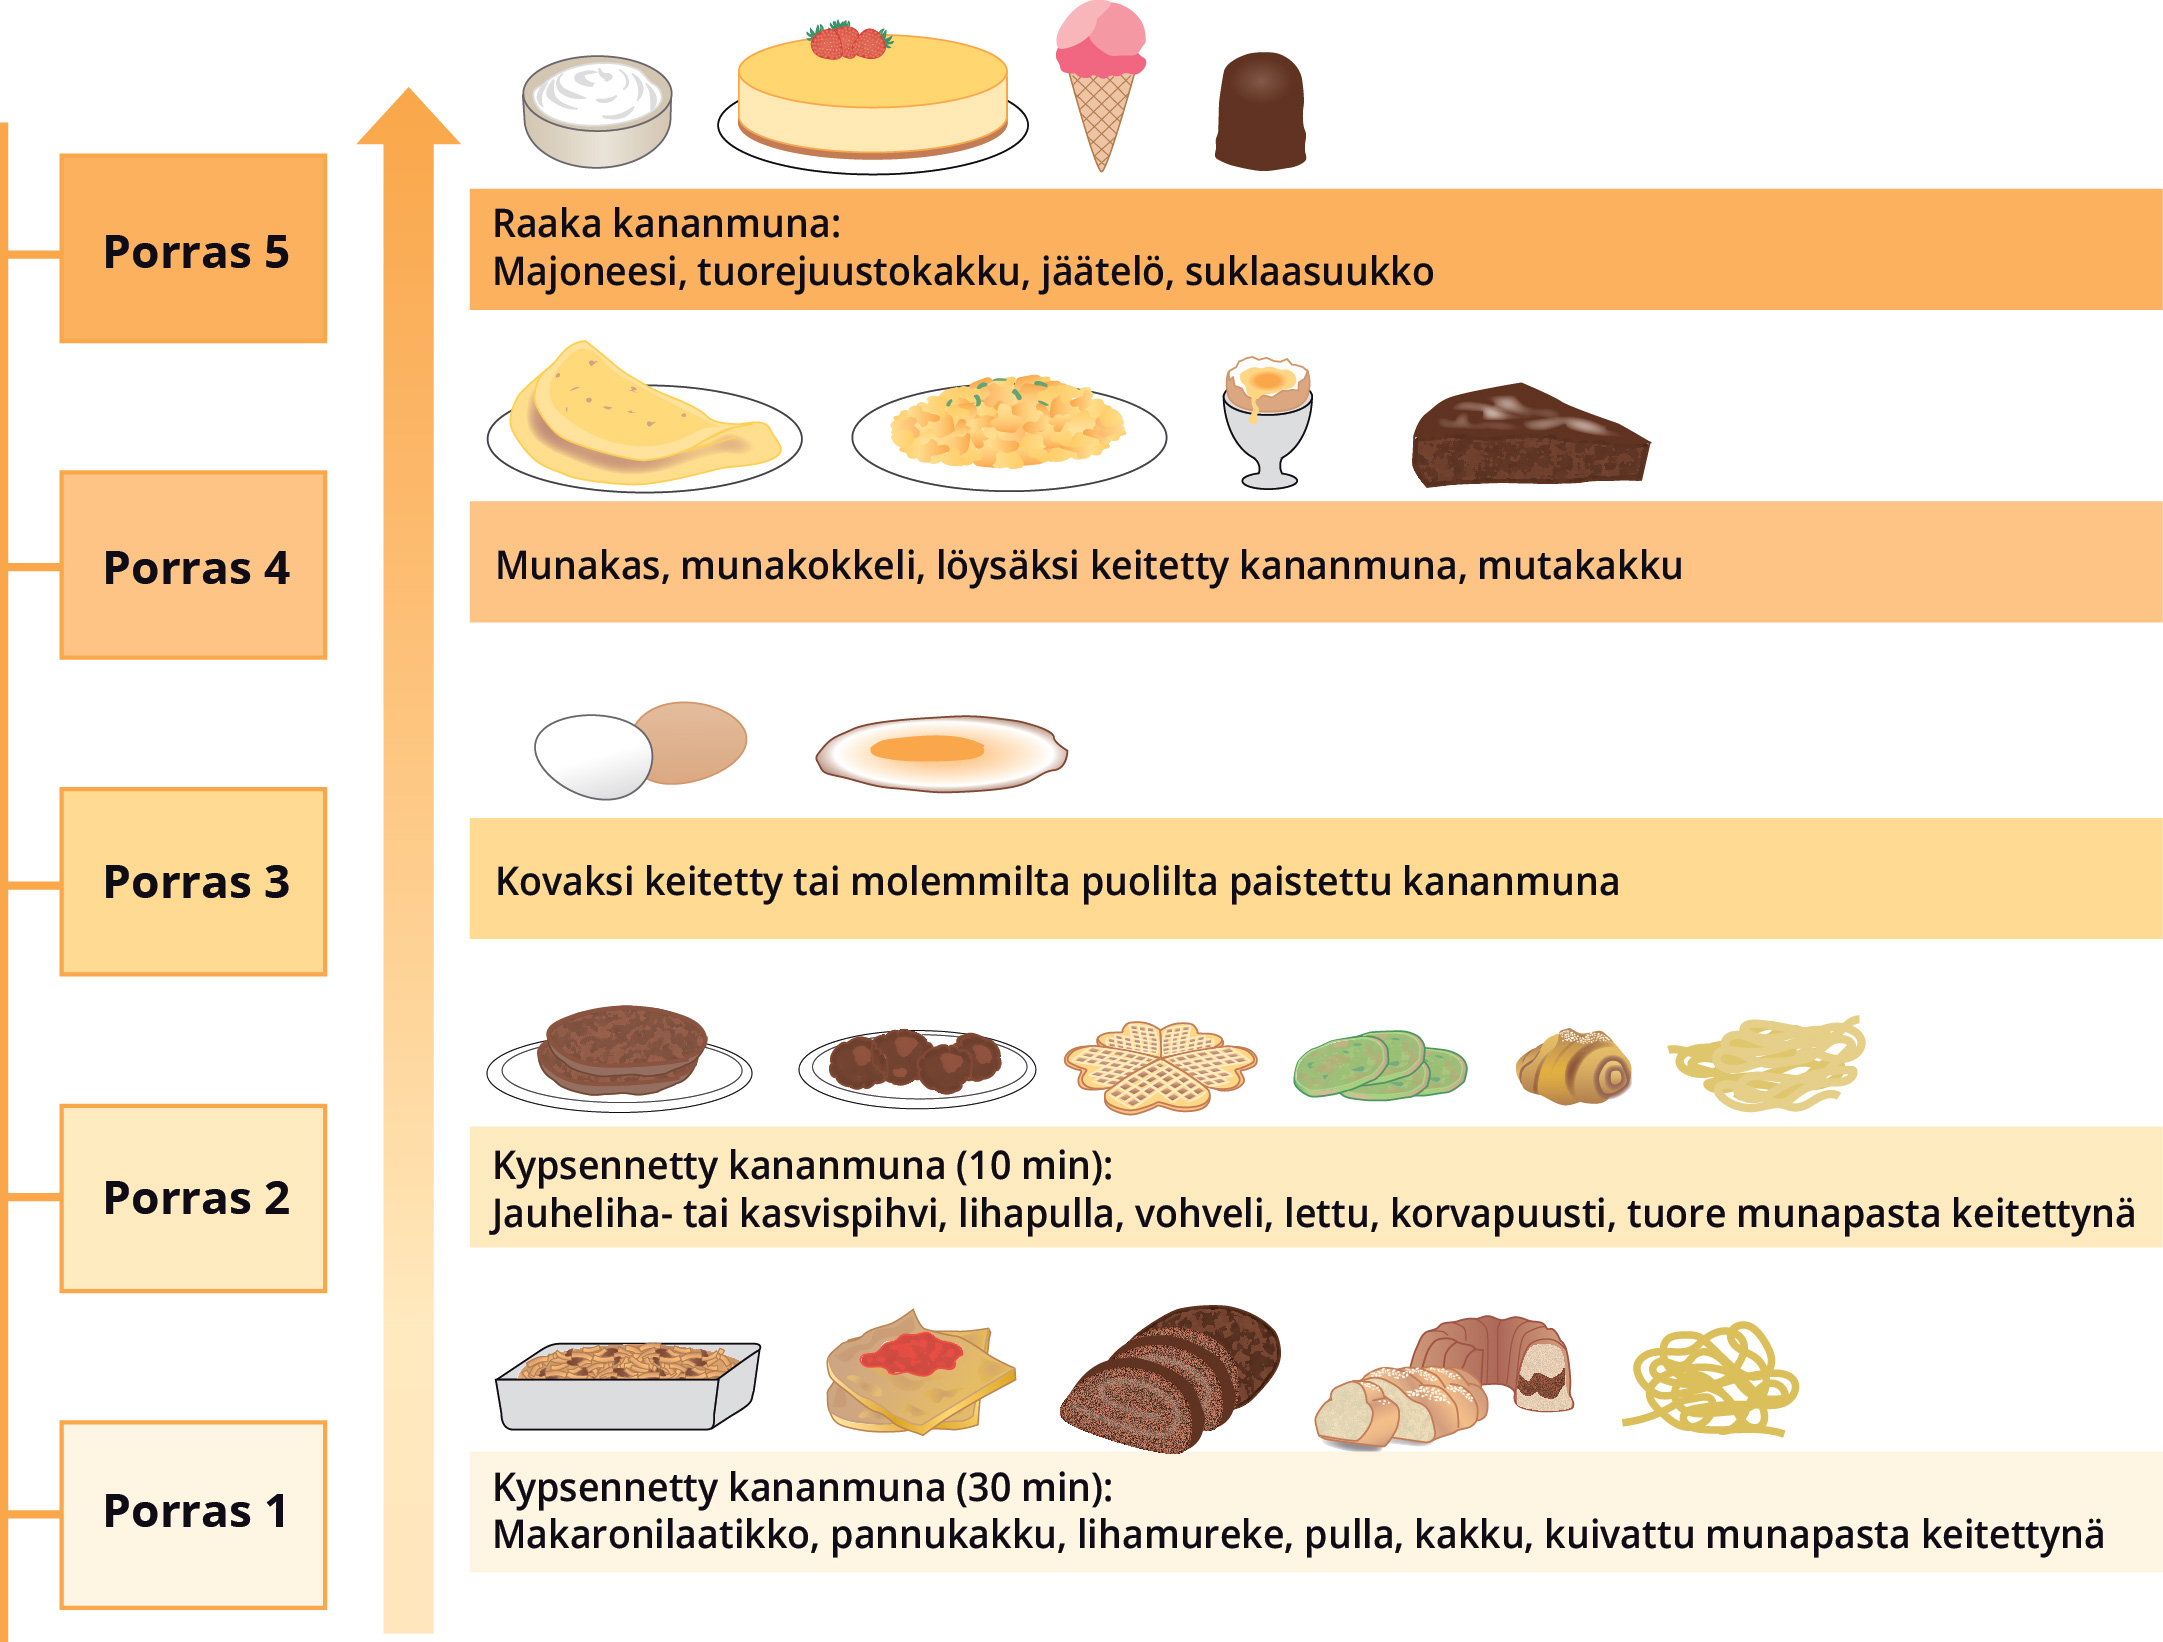 Porras 5
Raaka kananmuna:
Majoneesi, tuorejuustokakku, jäätelö, suklaasuukko
Porras 4
Munakas, munakokkeli, löysäksi keitetty kananmuna, mutakakku
Porras 3
Kovaksi keitetty tai molemmilta puolilta paistettu kananmuna
Porras 2
Kypsennetty kananmuna (10 min):
Jauheliha- tai kasvispihvi, lihapulla, vohveli, lettu, korvapuusti, tuore munapasta keitettynä
Porras 1
Kypsennetty kananmuna (30 min):
Makaronilaatikko, pannukakku, lihamureke, pulla, kakku, kuivattu munapasta keitettynä